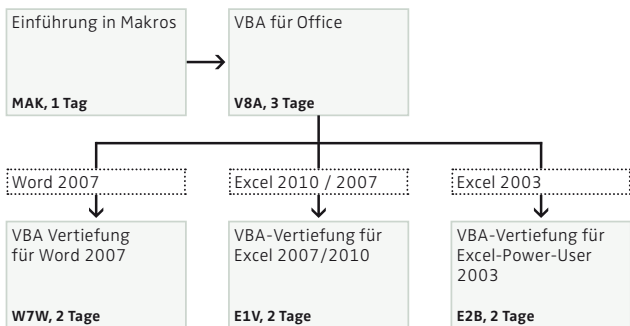 Einführung in Makros
MAK, 1 Tag
VBA für Office
V8A, 3 Tage
Word 2007
Excel 2010 / 2007
Excel 2003
VBA Vertiefung
für Word 2007
W7W, 2 Tage
VBA-Vertiefung für
Excel 2007/2010
E1V, 2 Tage
VBA-Vertiefung für
Excel-Power-User
2003
E2B, 2 Tage